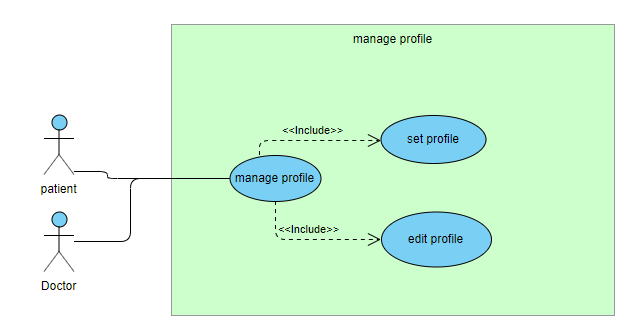 manage profile
<<Include>>
set profile
patient
manage profile
<<Include>>
edit profile
Doctor